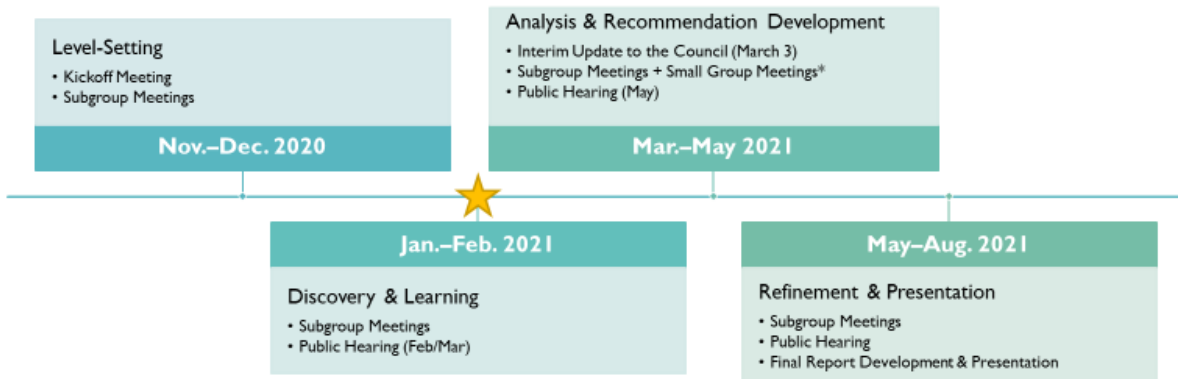 Level-Setting
• Kickoff Meeting
• Subgroup Meetings
Nov.–Dec. 2020
Analysis & Recommendation Development
• Interim Update to the Council (March 3)
• Subgroup Meetings + Small Group Meetings*
• Public Hearing (May)
Mar.–May 2021
Jan.–Feb. 2021
Discovery & Learning
• Subgroup Meetings
• Public Hearing (Feb/Mar)
May–Aug. 2021
Refinement & Presentation
• Subgroup Meetings
• Public Hearing
• Final Report Development & Presentation